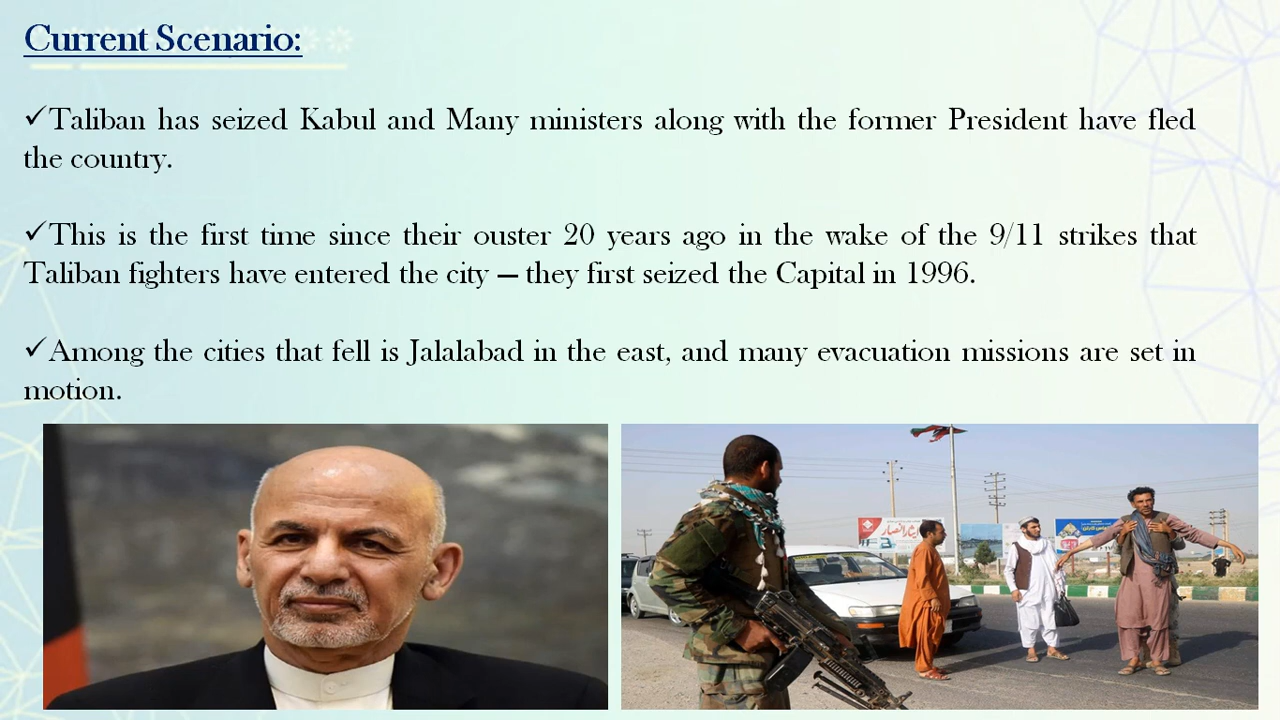 Current Scenario:
✓Taliban has seized Kabul and Many ministers along with the former President have fled
the country.
✓This is the first time since their ouster 20 years ago in the wake of the 9/11 strikes that
Taliban fighters have entered the city — they first seized the Capital in 1996.
✓Among the cities that fell is Jalalabad in the east, and many evacuation missions are set in
motion.